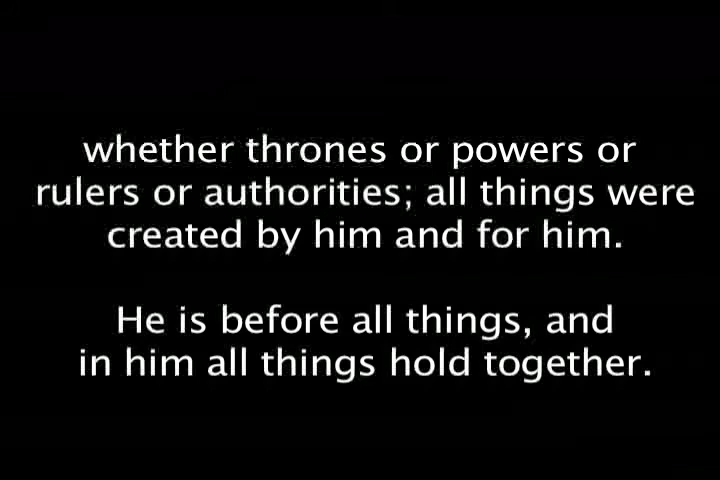 whether thrones or powers or
rulers or authorities; all things were
created by him and for him.
He is before all things, and
in him all things hold together.